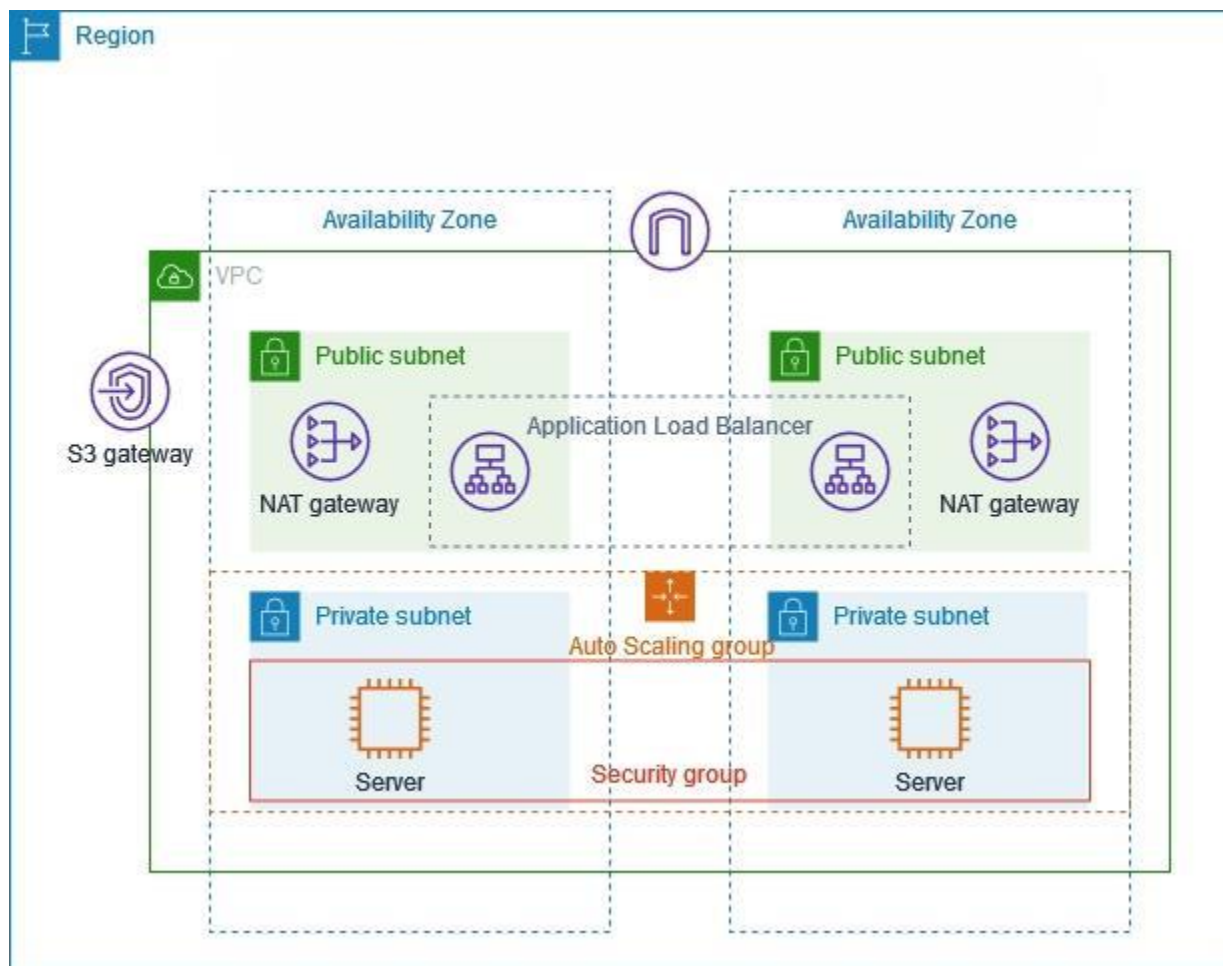 Region
Availability Zone
Availability Zone
VPC
Public subnet
Public subnet
Application Load Balancer
S3 gateway
NAT gateway
NAT gateway
Private subnet
Private subnet
Auto Scaling group
Security group
Server
Server